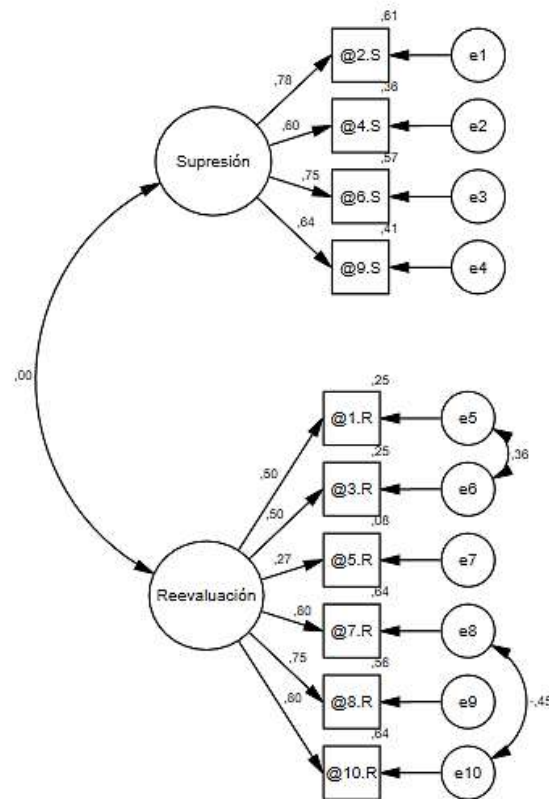 ,61
@2.S
e1
,78
,36
@4.S
e2
,60
,57
Supresión
@6.S
e3
,75
,41
@9.S
e4
,64
,00
,25
@1.R
e5
,50
,25
,36
@3.R
e6
,50
,08
@5.R
e7
,27
,64
Reevaluación
@7.R
e8
,80
,56
@8.R
e9
,75
-,45
,64
@10.R
e10
,80